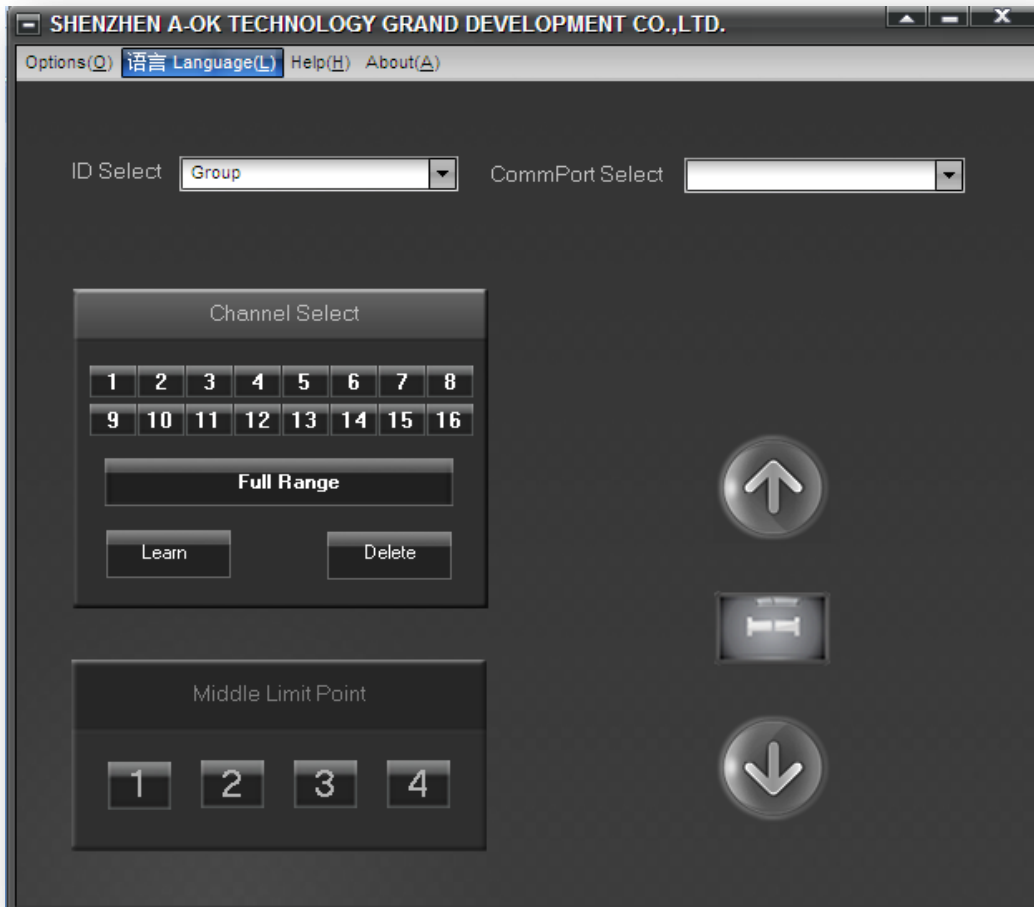 SHENZHEN A-OK TECHNOLOGY GRAND DEVELOPMENT CO.,LTD.
Options(O) 语言 Language(L) Help(H) About(A)
ID Select Group CommPort Select
Channel Select
1 2 3 4 5 6 7 8
9 10 11 12 13 14 15 16
Full Range
Learn Delete
Middle Limit Point
1 2 3 4